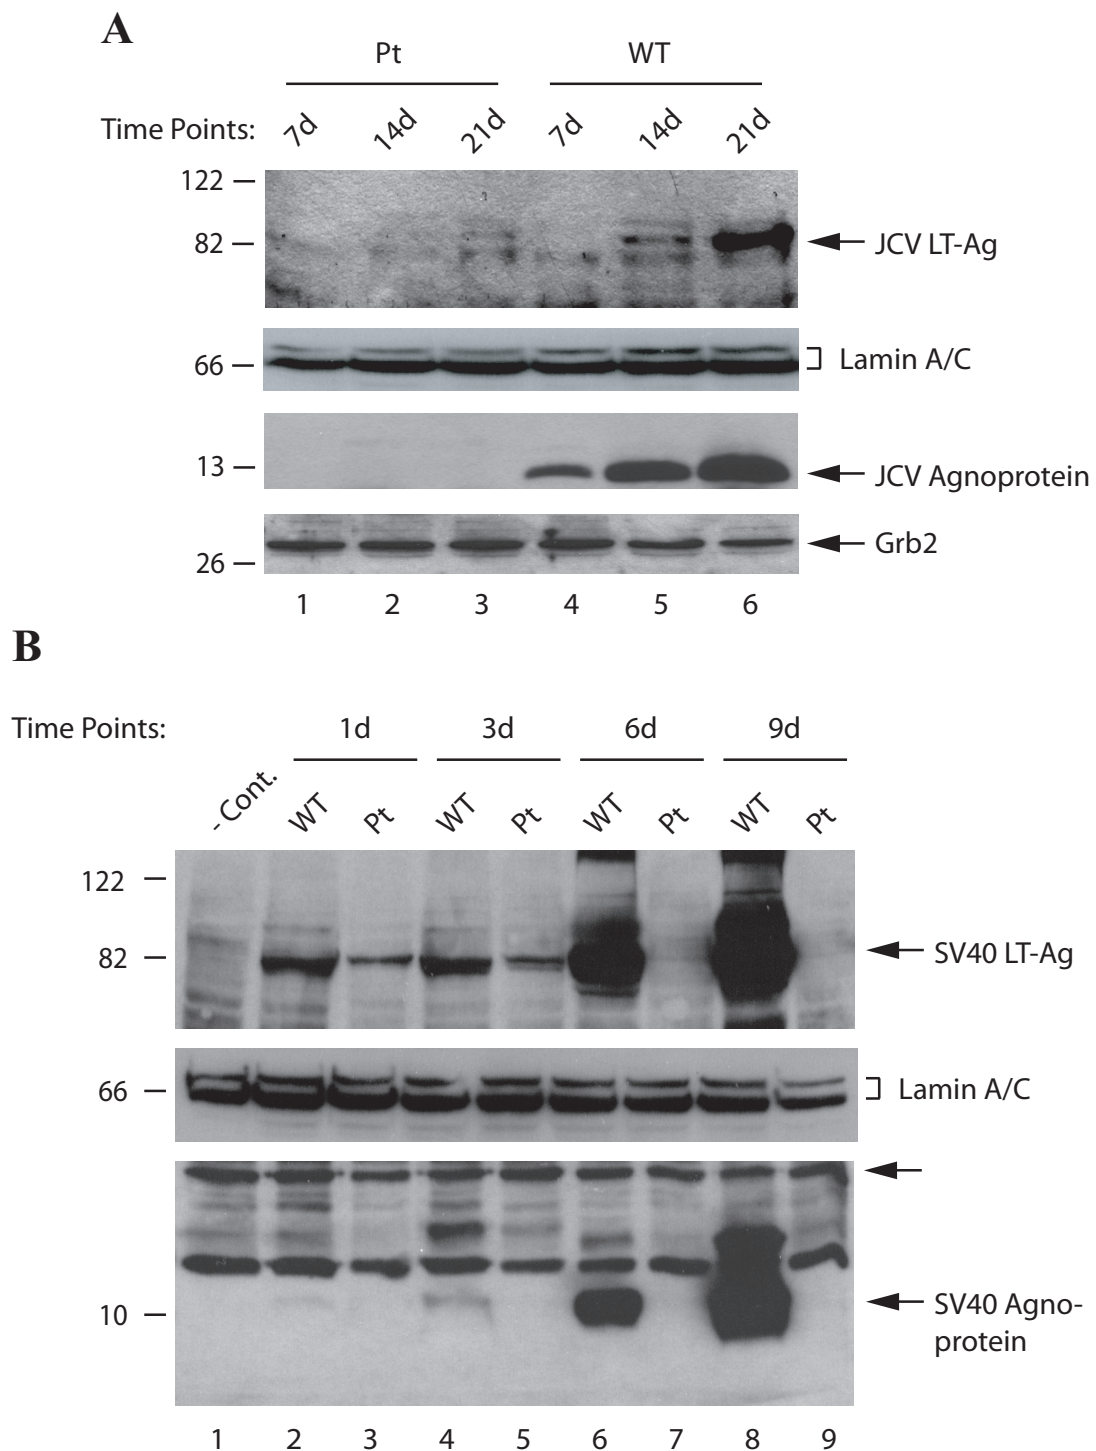 A
Pt WT
Time Points: 7d 14d 21d 7d 14d 21d
122
82 JCV LT-Ag
66 Lamin A/C
13 JCV Agnoprotein
Grb2
26
1 2 3 4 5 6
B
Time Points: 1d 3d 6d 9d
- Cont. WT Pt WT Pt WT Pt WT Pt
122
82 SV40 LT-Ag
66 Lamin A/C
10 SV40 Agno-
protein
1 2 3 4 5 6 7 8 9